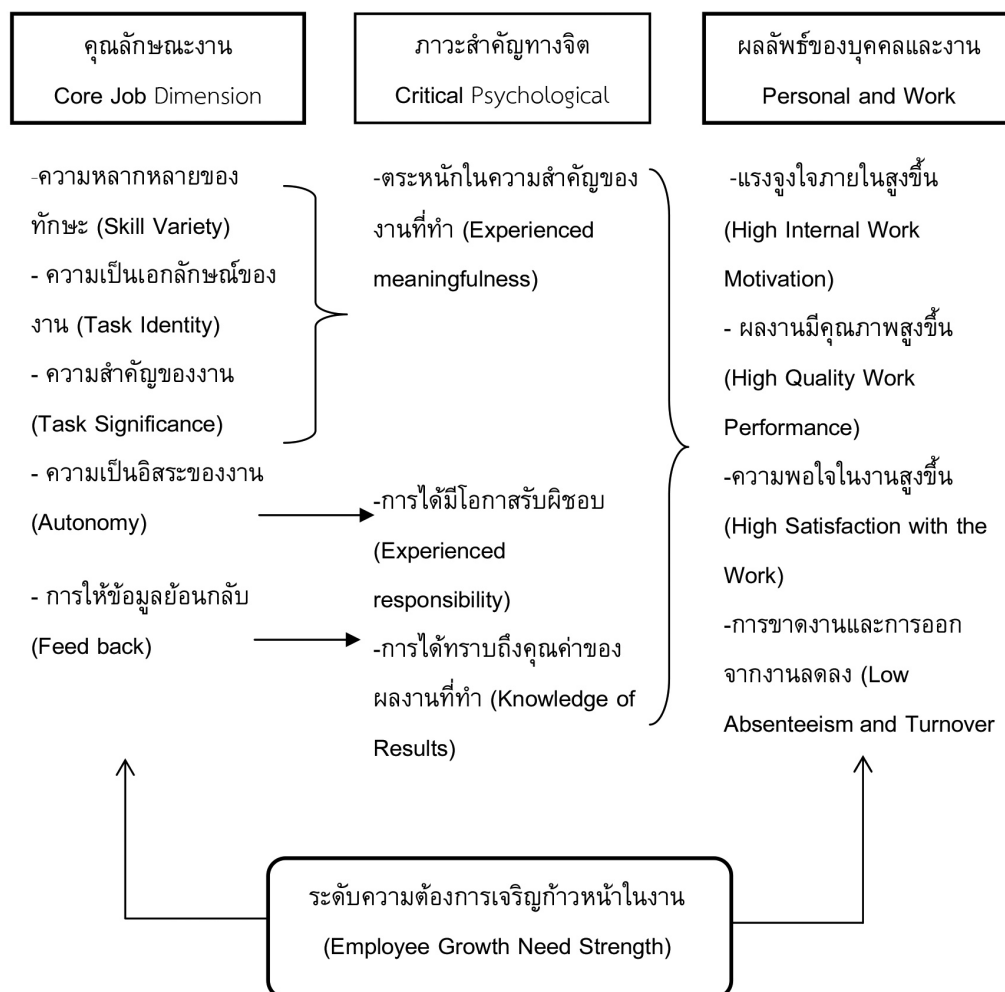 คุณลักษณะงาน
Core Job Dimension
ภาวะสำคัญทางจิต
Critical Psychological
ผลลัพธ์ของบุคคลและงาน
Personal and Work
-ความหลากหลายของ
ทักษะ (Skill Variety)
- ความเป็นเอกลักษณ์ของ
งาน (Task Identity)
- ความสำคัญของงาน
(Task Significance)
- ความเป็นอิสระของงาน
(Autonomy)
- การให้ข้อมูลย้อนกลับ
(Feed back)
-ตระหนักในความสำคัญของ
งานที่ทำ (Experienced
meaningfulness)
-การได้มีโอกาสรับผิชอบ
(Experienced
responsibility)
-การได้ทราบถึงคุณค่าของ
ผลงานที่ทำ (Knowledge of
Results)
-แรงจูงใจภายในสูงขึ้น
(High Internal Work
Motivation)
- ผลงานมีคุณภาพสูงขึ้น
(High Quality Work
Performance)
-ความพอใจในงานสูงขึ้น
(High Satisfaction with the
Work)
-การขาดงานและการออก
จากงานลดลง (Low
Absenteeism and Turnover
ระดับความต้องการเจริญก้าวหน้าในงาน
(Employee Growth Need Strength)